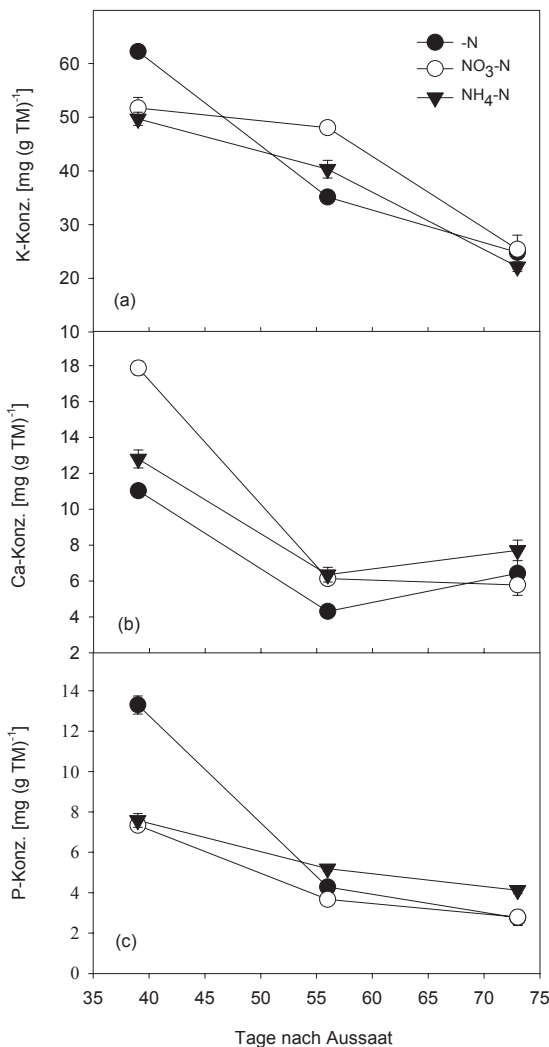 -N
NO3-N
NH4-N
K-Konz. [mg (g TM)-1]
60
50
40
30
20
10
(a)
Ca-Konz. [mg (g TM)-1]
18
16
14
12
10
8
6
4
2
(b)
P-Konz. [mg (g TM)-1]
14
12
10
8
6
4
2
0
(c)
35 40 45 50 55 60 65 70 75
Tage nach Aussaat